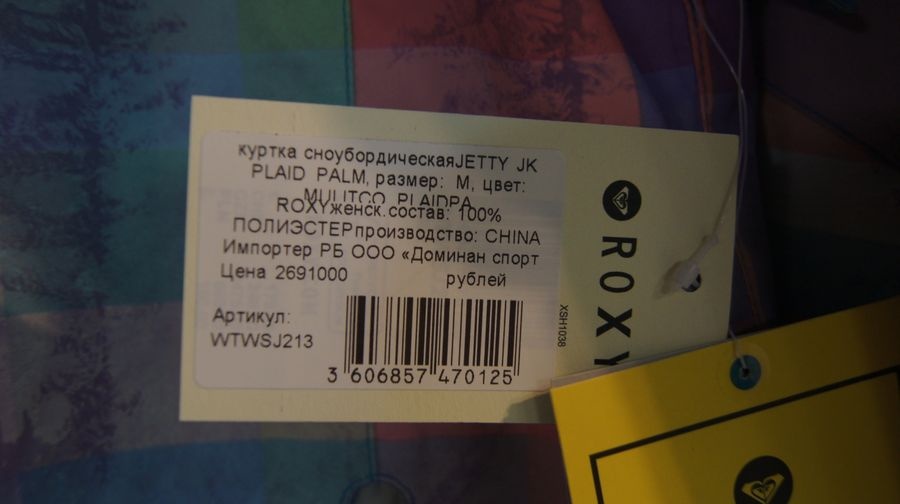 куртка сноубордическаяJETTY JK
PLAID PALM, размер: M, цвет:
MULITCO PLAIDPA
ROXYженск.состав: 100%
ПОЛИЭСТЕРпроизводство: CHINA
Импортер РБ ООО «Доминан спорт
Цена 2691000 рублей
Артикул:
WTWSJ213
3 606857 470125
XSH1038
ROXY